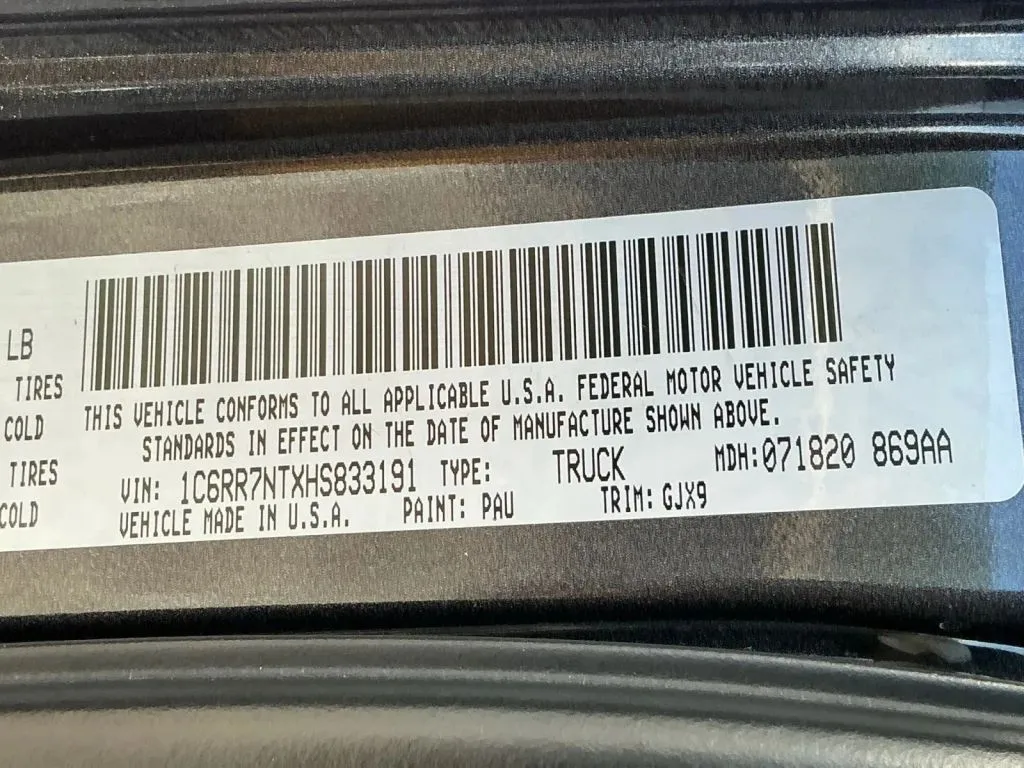 LB
TIRES
COLD
TIRES
COLD
THIS VEHICLE CONFORMS TO ALL APPLICABLE U.S.A. FEDERAL MOTOR VEHICLE SAFETY
STANDARDS IN EFFECT ON THE DATE OF MANUFACTURE SHOWN ABOVE.
VIN: 1C6RR7NTXHS833191 TYPE: TRUCK MDH:071820 869AA
VEHICLE MADE IN U.S.A. PAINT: PAU TRIM: GJX9